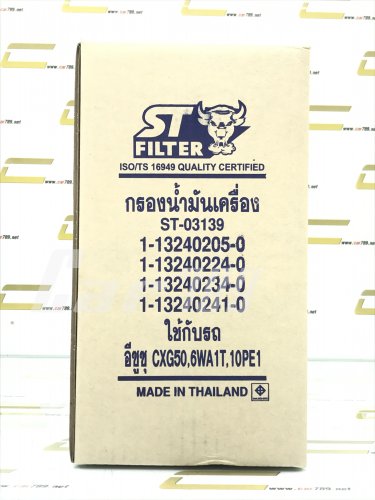 ST
FILTER
ISO/TS 16949 QUALITY CERTIFIED
กรองน้ำมันเครื่อง
ST-03139
1-13240205-0
1-13240224-0
1-13240234-0
1-13240241-0
ใช้กับรถ
อีซูซุ CXG50,6WA1T,10PE1
MADE IN THAILAND